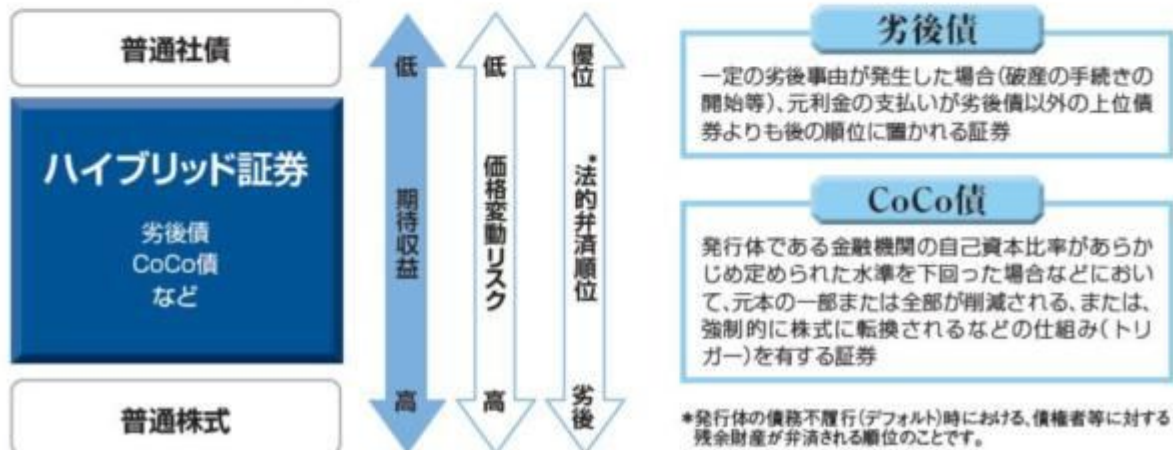 普通社債
ハイブリッド証券
劣後債
CoCo債
など
普通株式
低
期待収益
高
低
価格変動リスク
高
優位
*法的弁済順位
劣後
劣後債
一定の劣後事由が発生した場合(破産の手続きの
開始等)、元利金の支払いが劣後債以外の上位債
券よりも後の順位に置かれる証券
CoCo債
発行体である金融機関の自己資本比率があらか
じめ定められた水準を下回った場合などにおい
て、元本の一部または全部が削減される、または、
強制的に株式に転換されるなどの仕組み(トリ
ガー)を有する証券
*発行体の債務不履行(デフォルト)時における、債権者等に対する
残余財産が弁済される順位のことです。